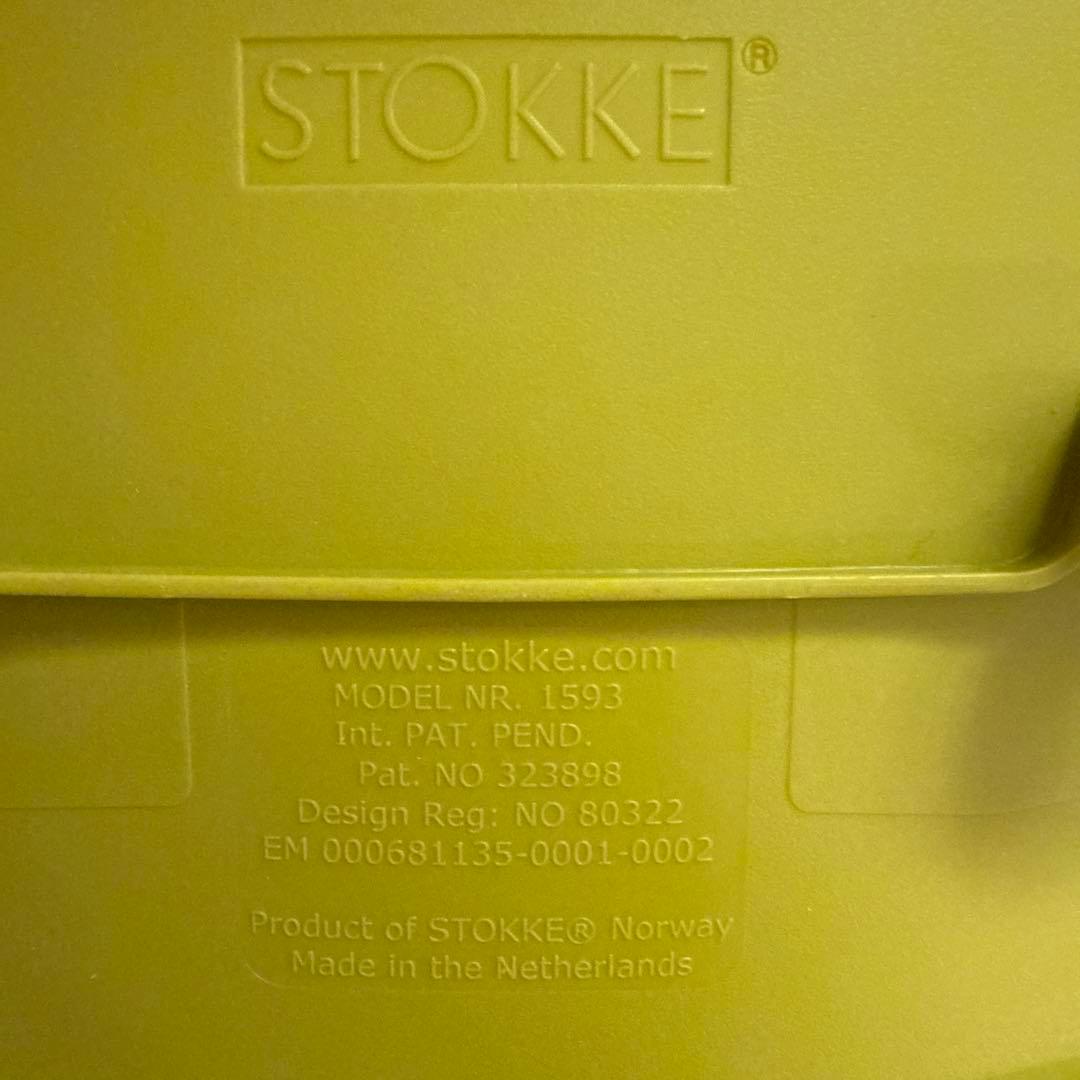 STOKKE®
www.stokke.com
MODEL NR. 1593
Int. PAT. PEND.
Pat. NO 323898
Design Reg: NO 80322
EM 000681135-0001-0002
Product of STOKKE® Norway
Made in the Netherlands